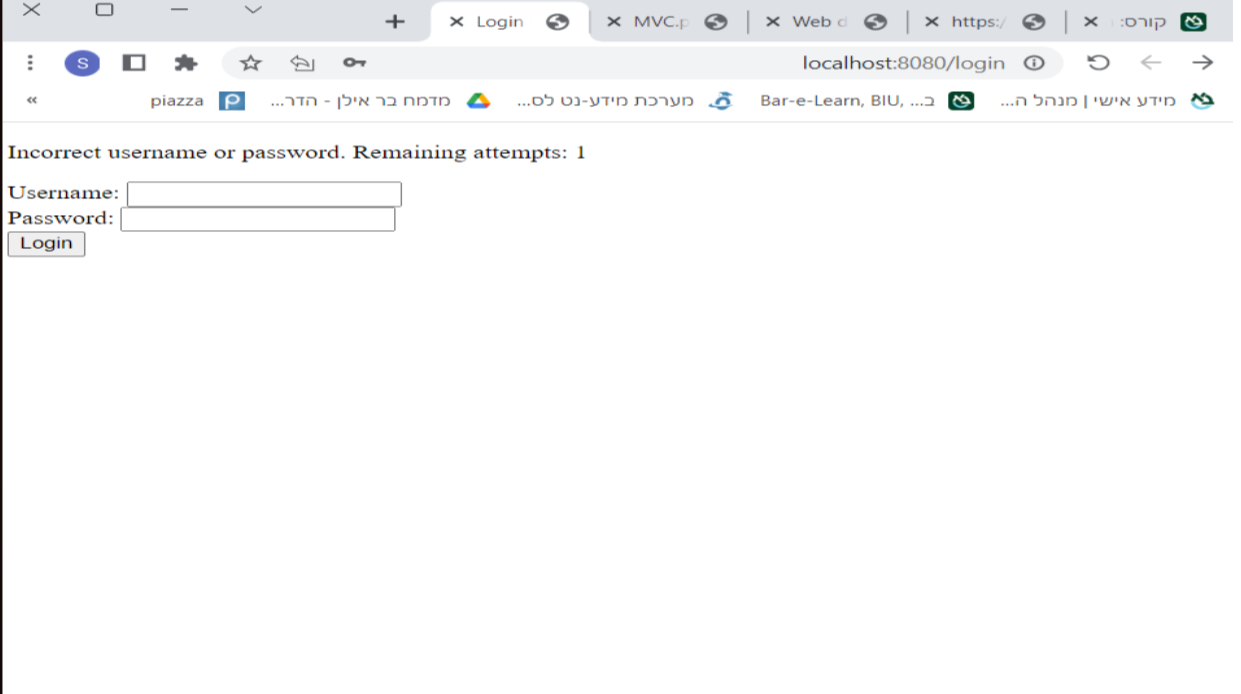 Login
MVC.p
Web d
https:/
קורס:
S
localhost:8080/login
piazza
מדמח בר אילן - הדר...
מערכת מידע-נט לס...
Bar-e-Learn, BIU, ...ב
מידע אישי | מנהל ה...
Incorrect username or password. Remaining attempts: 1
Username:
Password:
Login